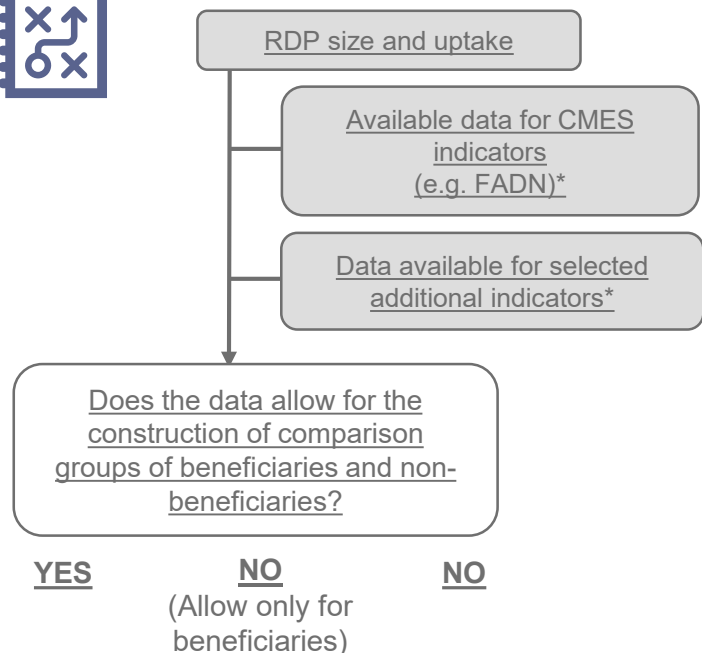 RDP size and uptake
Available data for CMES
indicators
(e.g. FADN)*
Data available for selected
additional indicators*
Does the data allow for the
construction of comparison
groups of beneficiaries and non-
beneficiaries?
YES
NO
(Allow only for
beneficiaries)
NO